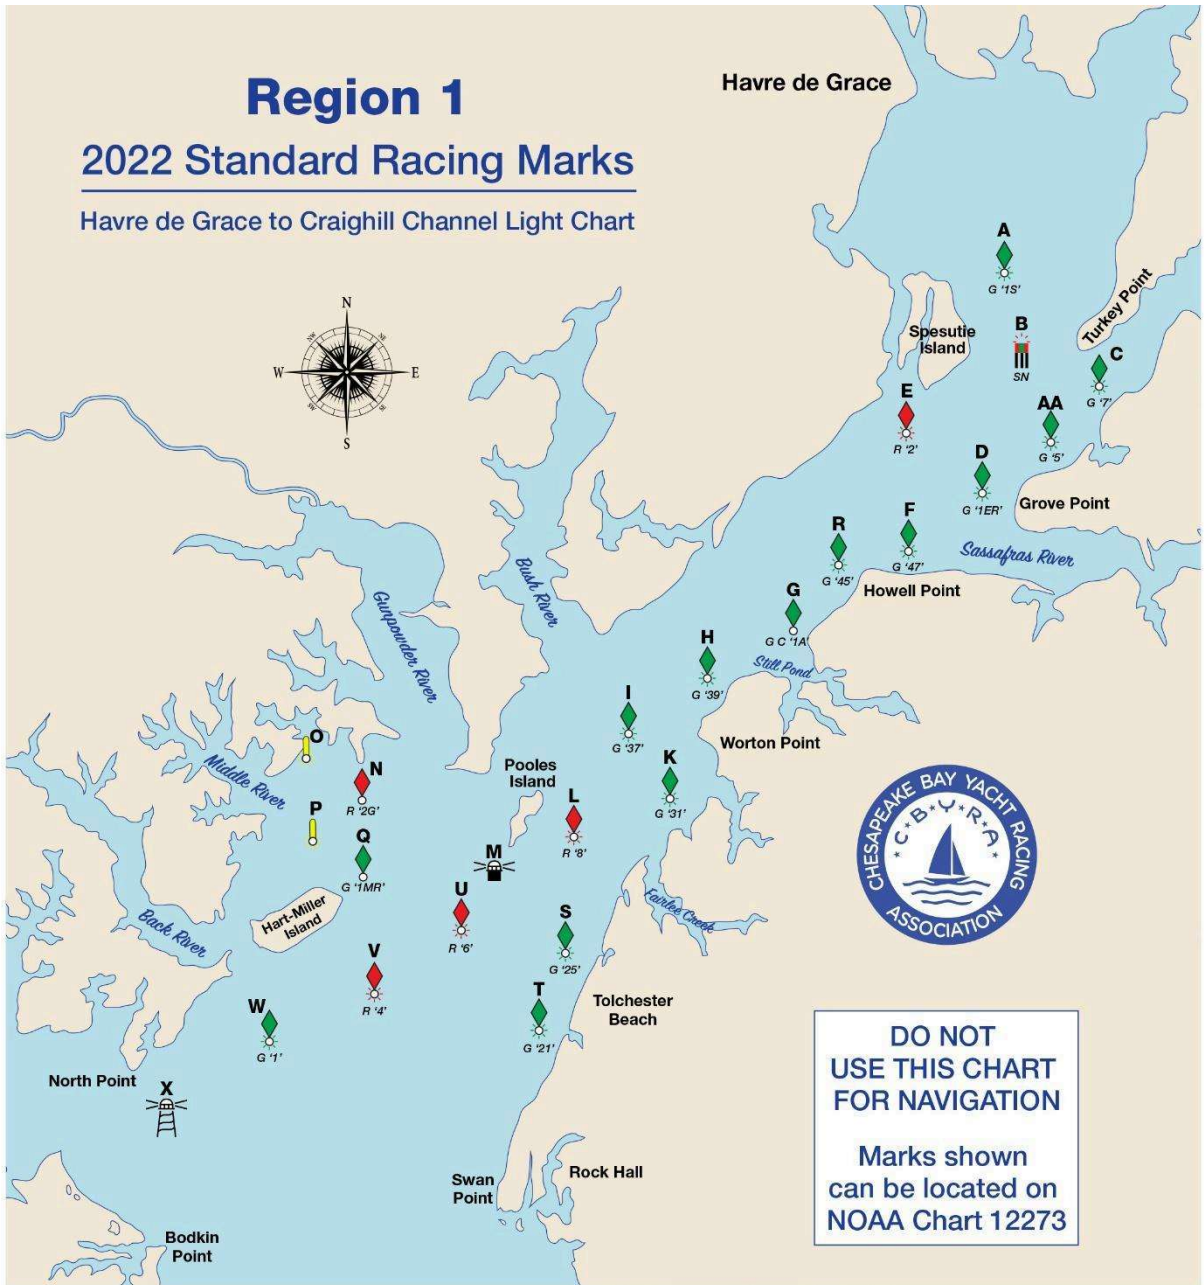 Region 1
2022 Standard Racing Marks
Havre de Grace to Craighill Channel Light Chart
Havre de Grace
A
G '1S'
Turkey Point
Spesutie
Island
B
SN
C
G '7'
N
NW
NE
W
E
SW
SE
S
E
R '2'
AA
G '5'
D
G '1ER'
Grove Point
F
G '47'
Sassafras River
R
G '45'
Howell Point
Bush River
Gunpowder River
G
G C '1A'
Still Pond
H
G '39'
I
G '37'
Worton Point
K
G '31'
O
Middle River
N
R '2G'
Pooles
Island
L
R '8'
P
Q
G '1MR'
M
U
R '6'
Hart-Miller
Island
Back River
Fairlee Creek
S
G '25'
V
R '4'
W
G '1'
T
G '21'
Tolchester
Beach
North Point
X
Swan
Point
Rock Hall
Bodkin
Point
CHESAPEAKE BAY YACHT RACING
C B Y R A
ASSOCIATION
DO NOT
USE THIS CHART
FOR NAVIGATION
Marks shown
can be located on
NOAA Chart 12273